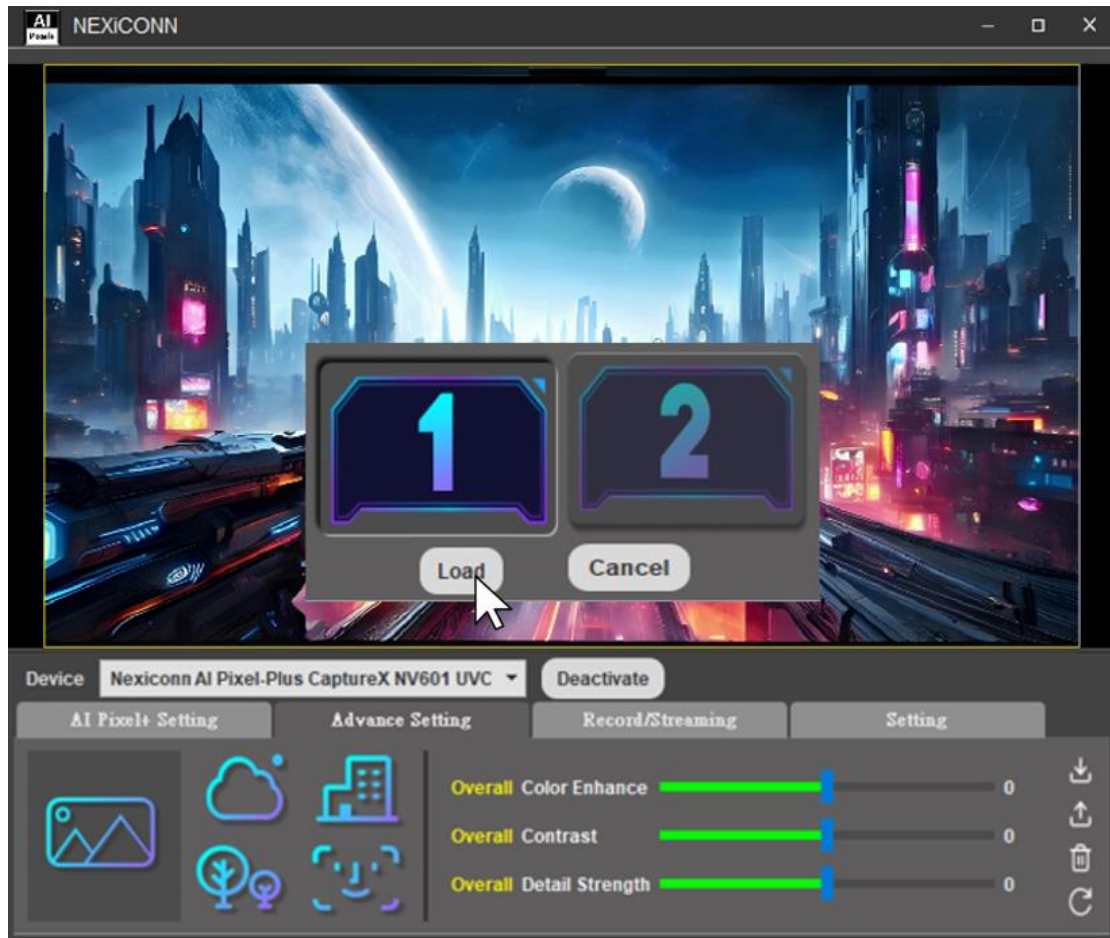 AI
Pixels
NEXiCONN
1
2
Load
Cancel
Device
Nexiconn AI Pixel-Plus CaptureX NV601 UVC
Deactivate
AI Pixel+ Setting
Advance Setting
Record/Streaming
Setting
Overall Color Enhance
0
Overall Contrast
0
Overall Detail Strength
0